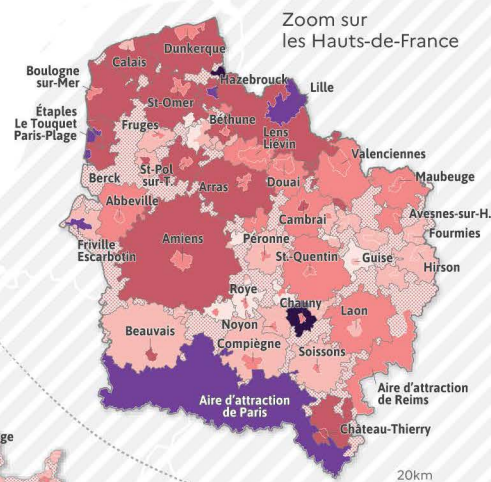 Zoom sur
les Hauts-de-France
Dunkerque
Calais
Boulogne
sur-Mer
Hazebrouck
Lille
St-Omer
Étaples
Le Touquet
Paris-Plage
Béthune
Fruges
Lens
Liévin
Valenciennes
Berck
St-Pol
sur-T.
Arras
Douai
Maubeuge
Abbeville
Cambrai
Avesnes-sur-H.
Fourmies
Friville
Escarbotin
Amiens
Péronne
St-Quentin
Guise
Hirson
Roye
Chauny
Laon
Beauvais
Noyon
Compiègne
Soissons
Aire d'attraction
de Paris
Aire d'attraction
de Reims
Château-Thierry
ge
20km